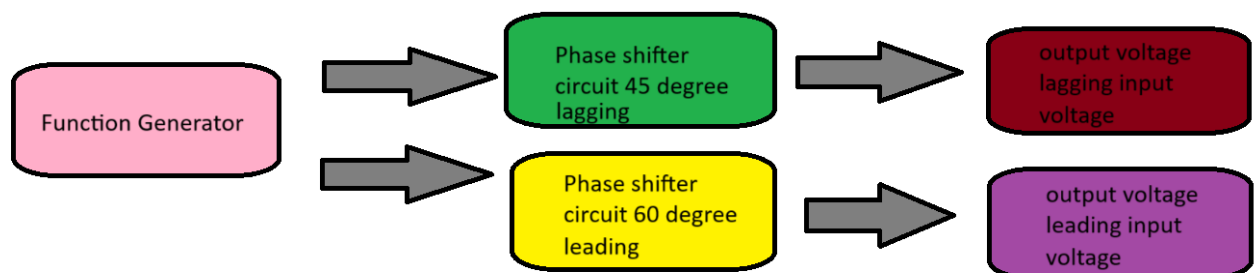 Function Generator
Phase shifter
circuit 45 degree
lagging
output voltage
lagging input
voltage
Phase shifter
circuit 60 degree
leading
output voltage
leading input
voltage